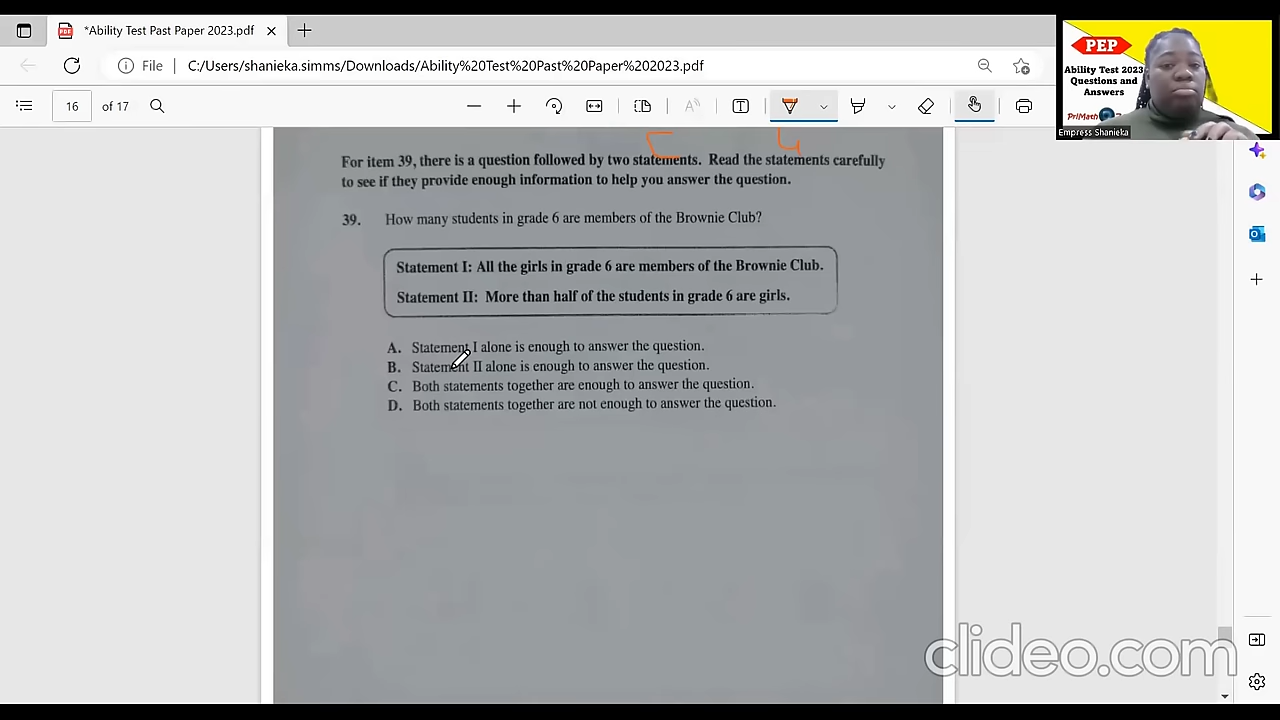 *Ability Test Past Paper 2023.pdf
File
C:/Users/shanieka.simms/Downloads/Ability%20Test%20Past%20Paper%202023.pdf
16 of 17
PEP
Ability Test 2023
Questions and
Answers
PriMath
Empress Shanieka
For item 39, there is a question followed by two statements. Read the statements carefully
to see if they provide enough information to help you answer the question.
39. How many students in grade 6 are members of the Brownie Club?
Statement I: All the girls in grade 6 are members of the Brownie Club.
Statement II: More than half of the students in grade 6 are girls.
A. Statement I alone is enough to answer the question.
B. Statement II alone is enough to answer the question.
C. Both statements together are enough to answer the question.
D. Both statements together are not enough to answer the question.
clideo.com